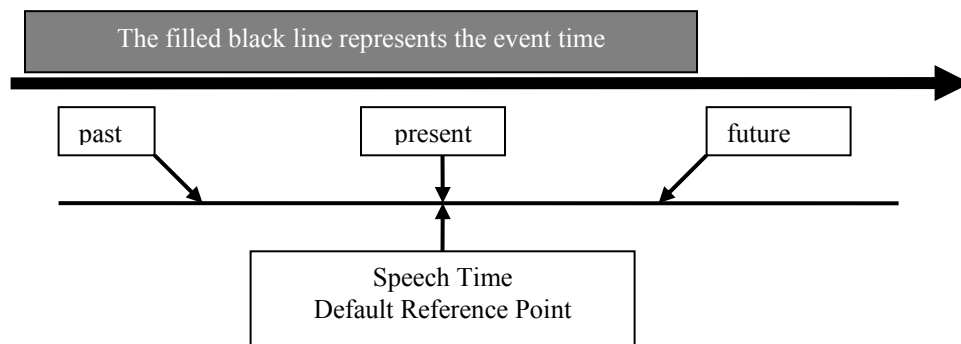 The filled black line represents the event time
past
present
future
Speech Time
Default Reference Point